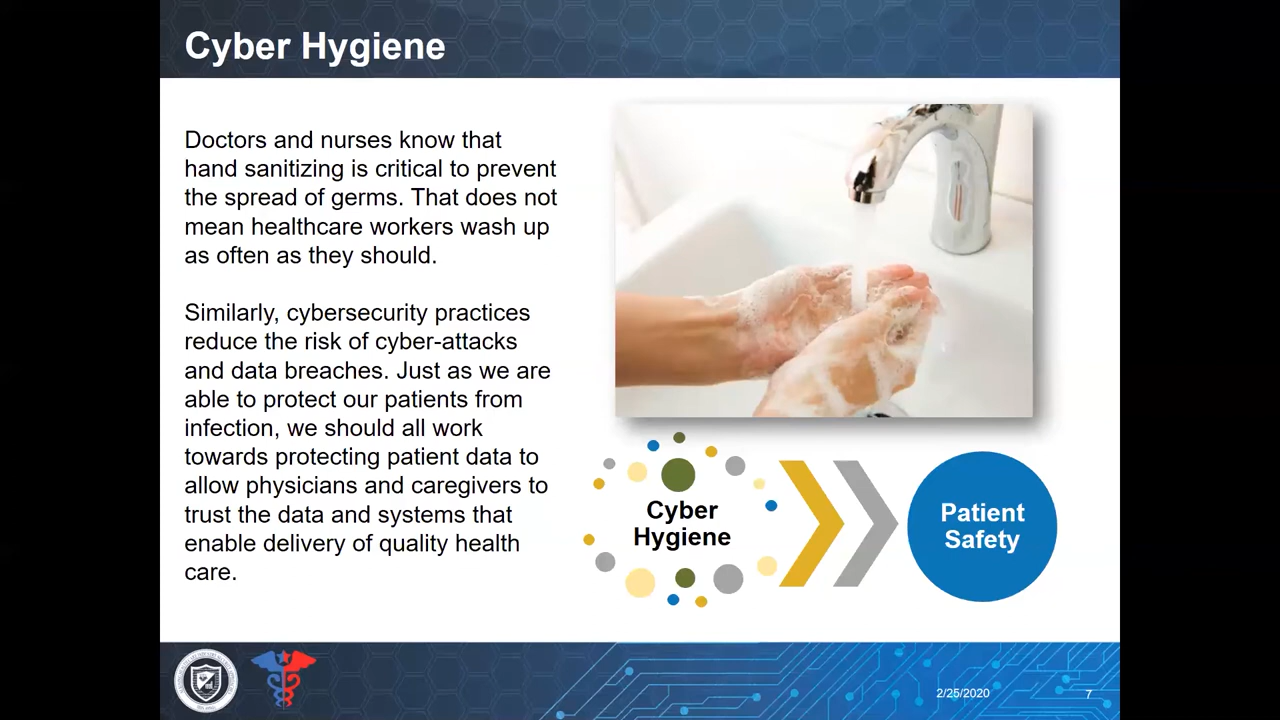 Cyber Hygiene
Doctors and nurses know that
hand sanitizing is critical to prevent
the spread of germs. That does not
mean healthcare workers wash up
as often as they should.
Similarly, cybersecurity practices
reduce the risk of cyber-attacks
and data breaches. Just as we are
able to protect our patients from
infection, we should all work
towards protecting patient data to
allow physicians and caregivers to
trust the data and systems that
enable delivery of quality health
care.
Cyber
Hygiene
Patient
Safety
2/25/2020
7